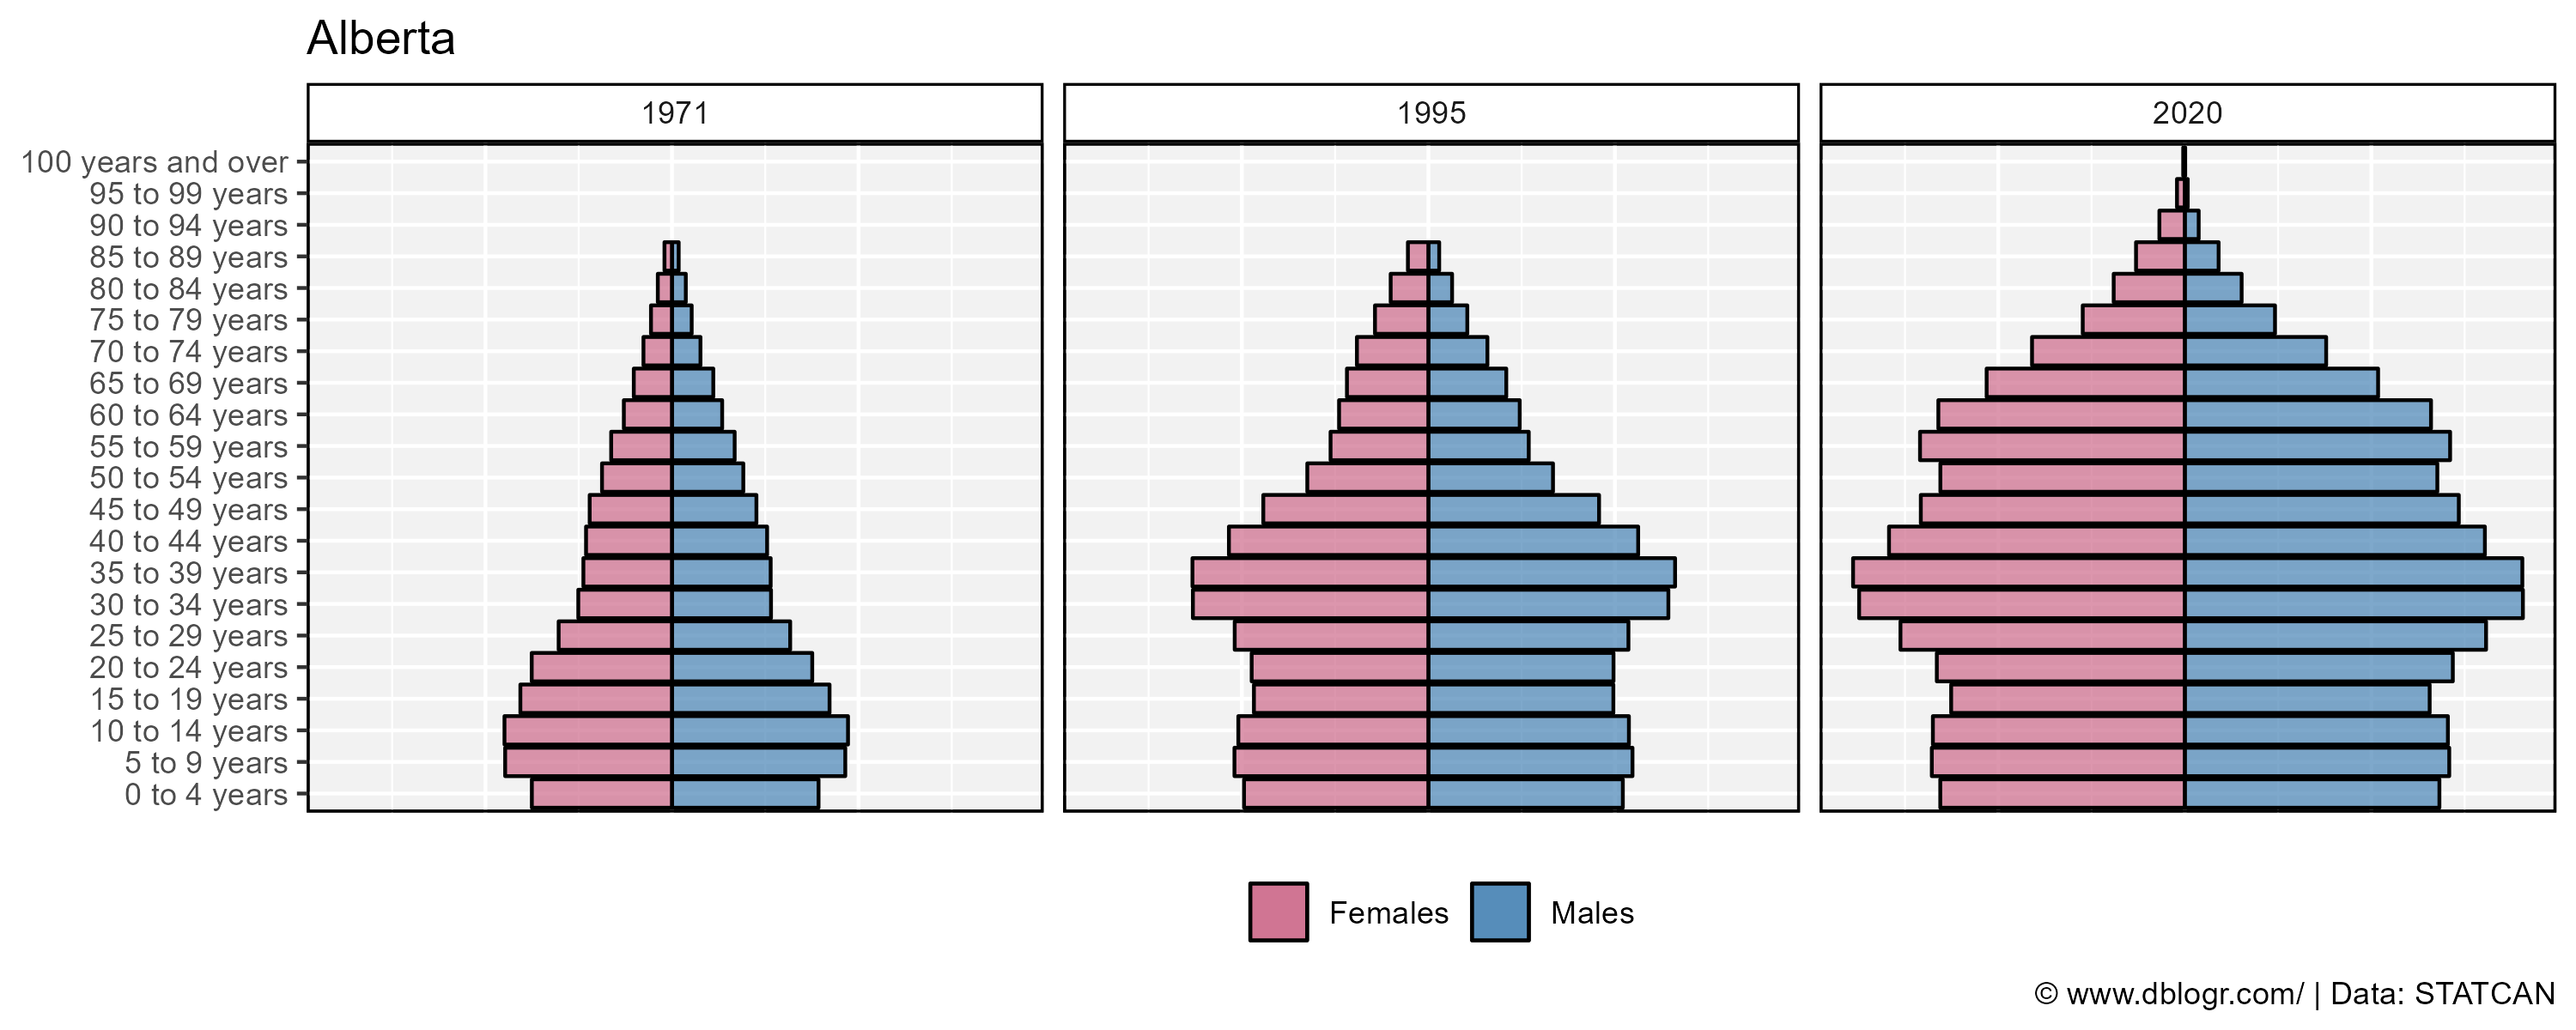 Alberta
1971
1995
2020
100 years and over
95 to 99 years
90 to 94 years
85 to 89 years
80 to 84 years
75 to 79 years
70 to 74 years
65 to 69 years
60 to 64 years
55 to 59 years
50 to 54 years
45 to 49 years
40 to 44 years
35 to 39 years
30 to 34 years
25 to 29 years
20 to 24 years
15 to 19 years
10 to 14 years
5 to 9 years
0 to 4 years
Females
Males
© www.dblogr.com/ | Data: STATCAN